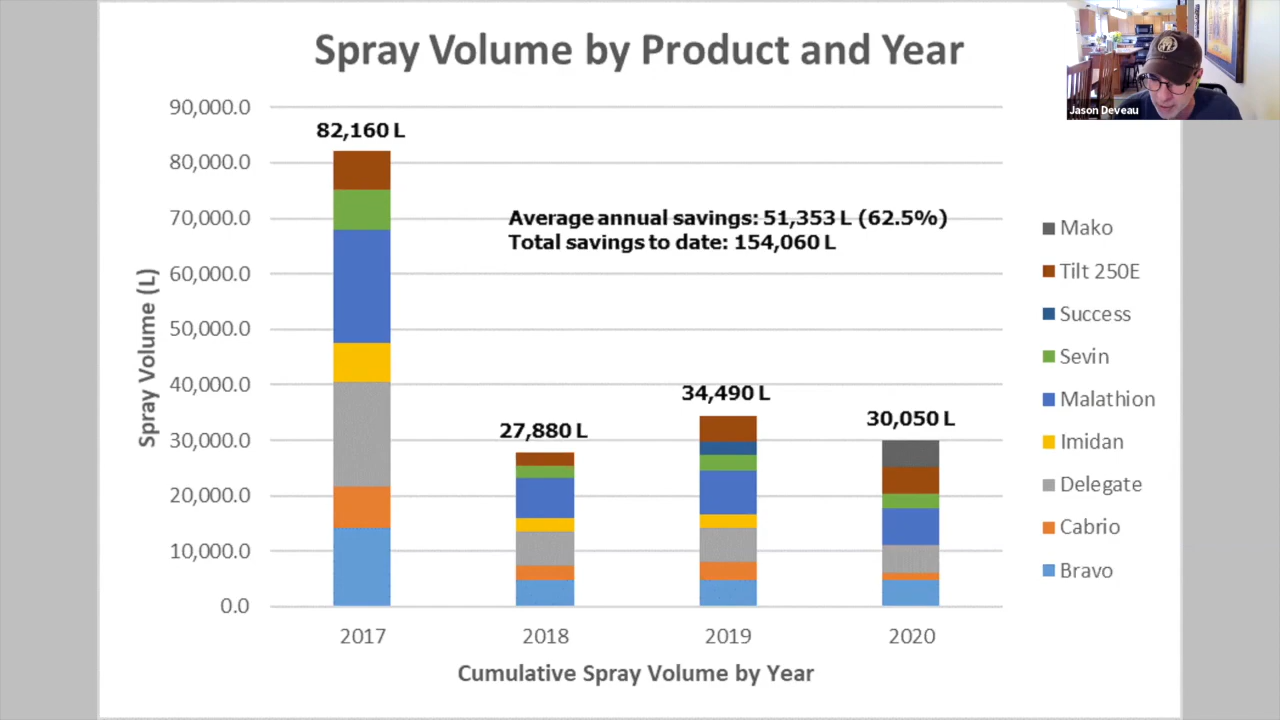 Spray Volume by Product and Year
Jason Deveau
90,000.0
80,000.0
70,000.0
60,000.0
50,000.0
40,000.0
30,000.0
20,000.0
10,000.0
0.0
Spray Volume (L)
82,160 L
27,880 L
34,490 L
30,050 L
Average annual savings: 51,353 L (62.5%)
Total savings to date: 154,060 L
Mako
Tilt 250E
Success
Sevin
Malathion
Imidan
Delegate
Cabrio
Bravo
2017
2018
2019
2020
Cumulative Spray Volume by Year